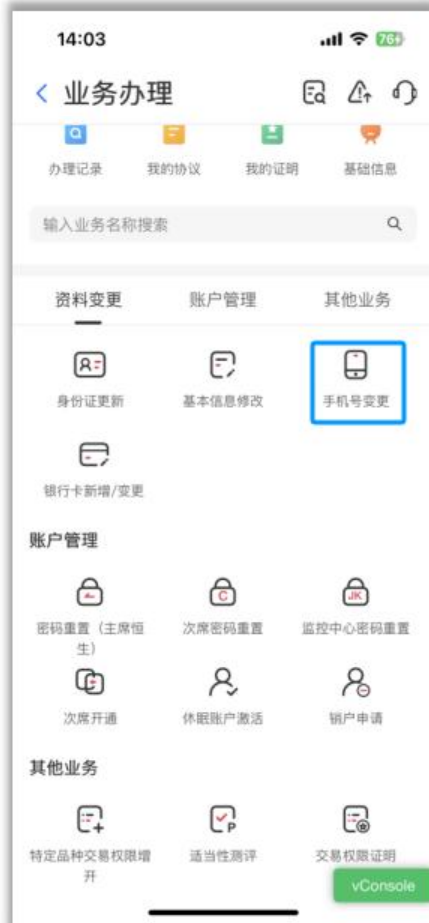 14:03
76
业务办理
办理记录 我的协议 我的证明 基础信息
输入业务名称搜索
资料变更 账户管理 其他业务
身份证更新 基本信息修改 手机号变更
银行卡新增/变更
账户管理
C JK
密码重置（主席恒 次席密码重置 监控中心密码重置
生）
次席开通 休眠账户激活 销户申请
其他业务
P
特定品种交易权限增 适当性测评 交易权限证明
开
vConsole